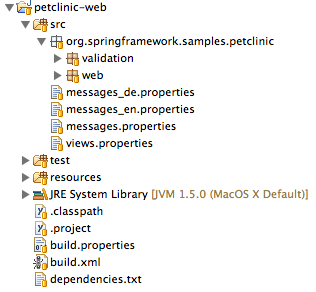 petclinic-web
src
org.springframework.samples.petclinic
validation
web
messages_de.properties
messages_en.properties
messages.properties
views.properties
test
resources
JRE System Library [JVM 1.5.0 (MacOS X Default)]
.classpath
.project
build.properties
build.xml
dependencies.txt